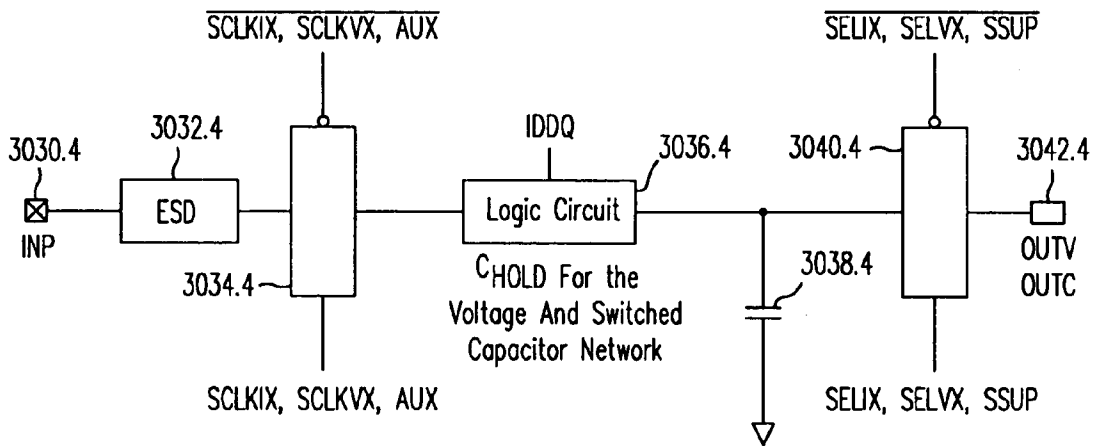 SCLKIX, SCLKVX, AUX
SELIX, SELVX, SSUP
3030.4
3032.4
IDDQ
3036.4
3040.4
3042.4
ESD
Logic Circuit
INP
OUTV
OUTC
3034.4
CHOLD For the
Voltage And Switched
Capacitor Network
3038.4
SCLKIX, SCLKVX, AUX
SELIX, SELVX, SSUP